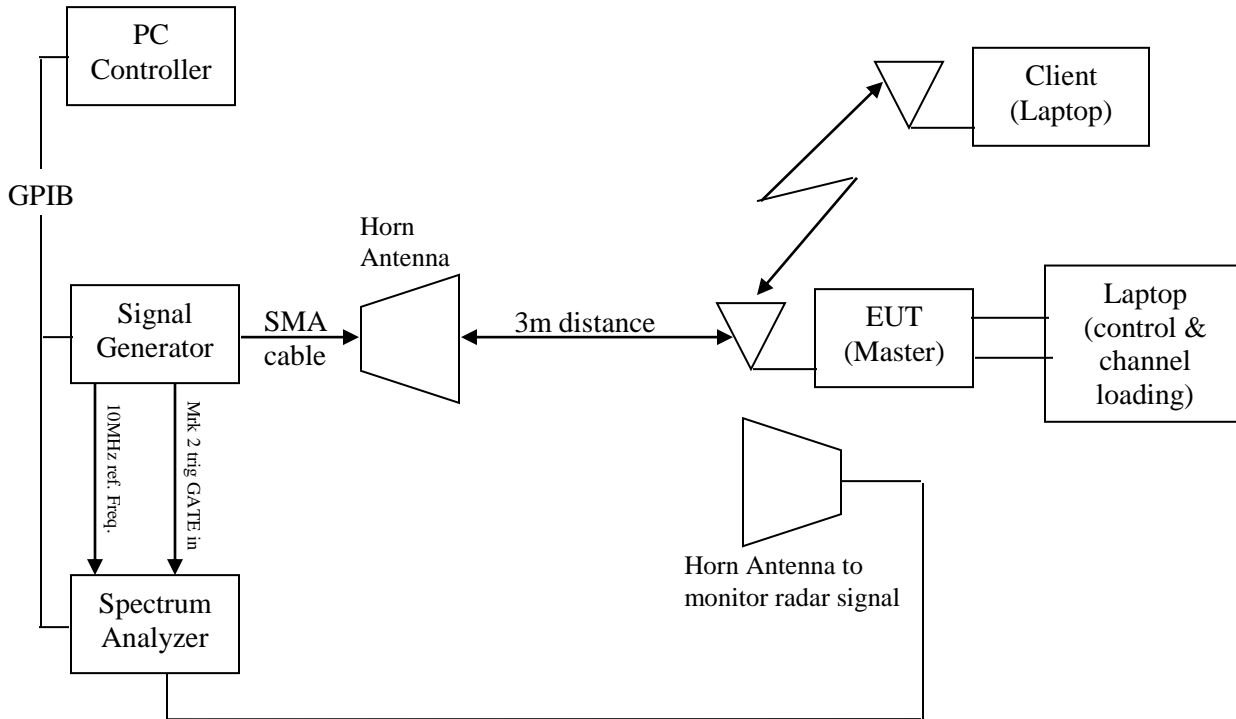 PC
Controller
Client
(Laptop)
GPIB
Horn
Antenna
Signal
Generator
SMA
cable
3m distance
EUT
(Master)
Laptop
(control &
channel
loading)
10MHz ref. Freq.
Mrk 2 trig GATE in
Horn Antenna to
monitor radar signal
Spectrum
Analyzer